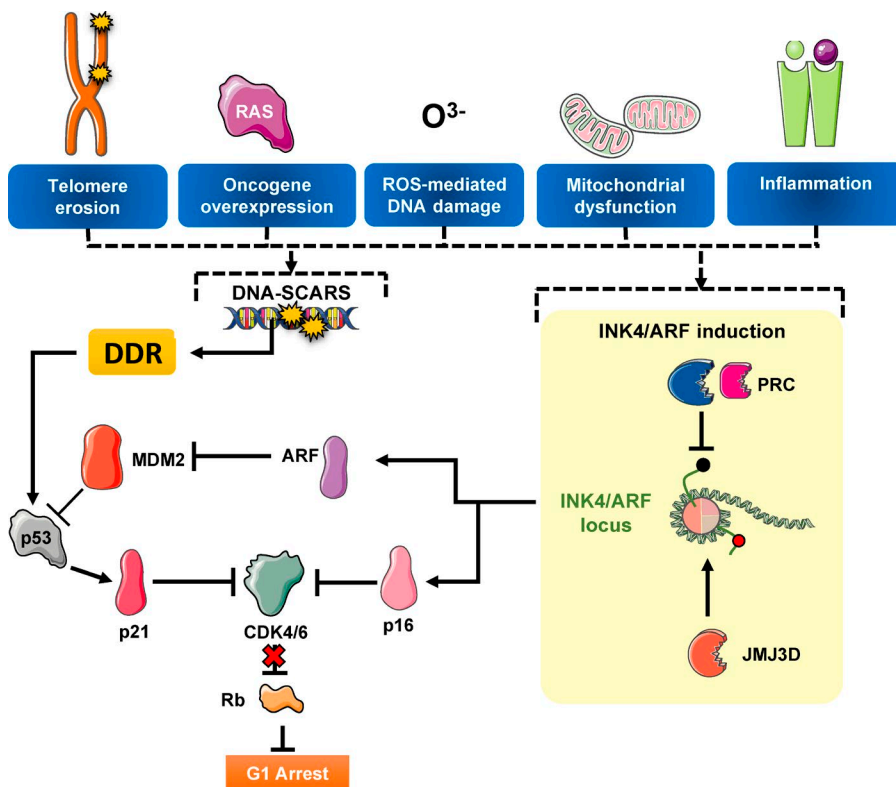 RAS
O³⁻
Telomere
erosion
Oncogene
overexpression
ROS-mediated
DNA damage
Mitochondrial
dysfunction
Inflammation
DNA-SCARS
INK4/ARF induction
DDR
PRC
MDM2
ARF
INK4/ARF
locus
p53
p21
CDK4/6
p16
JMJ3D
Rb
G1 Arrest